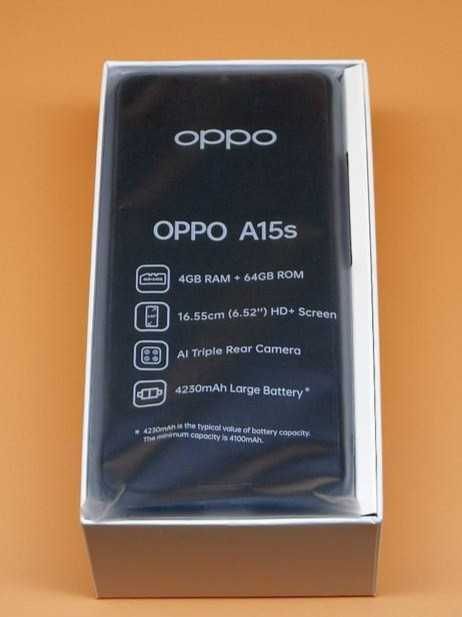 oppo
OPPO A15s
4GB RAM + 64GB ROM
16.55cm (6.52'') HD+ Screen
AI Triple Rear Camera
4230mAh Large Battery*
* 4230mAh is the typical value of battery capacity.
The minimum capacity is 4100mAh.